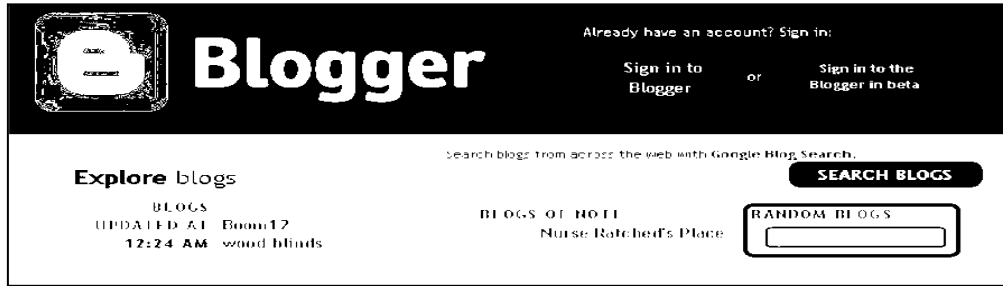 Already have an account? Sign in:
Blogger
Sign in to Blogger
or
Sign in to the Blogger in beta
Search blogs from across the web with Google Blog Search.
Explore blogs
SEARCH BLOGS
BLOGS UPDATED AT 12:24 AM
Boom12
wood blinds
BLOGS OF NOTE
Nurse Ratched's Place
RANDOM BLOGS